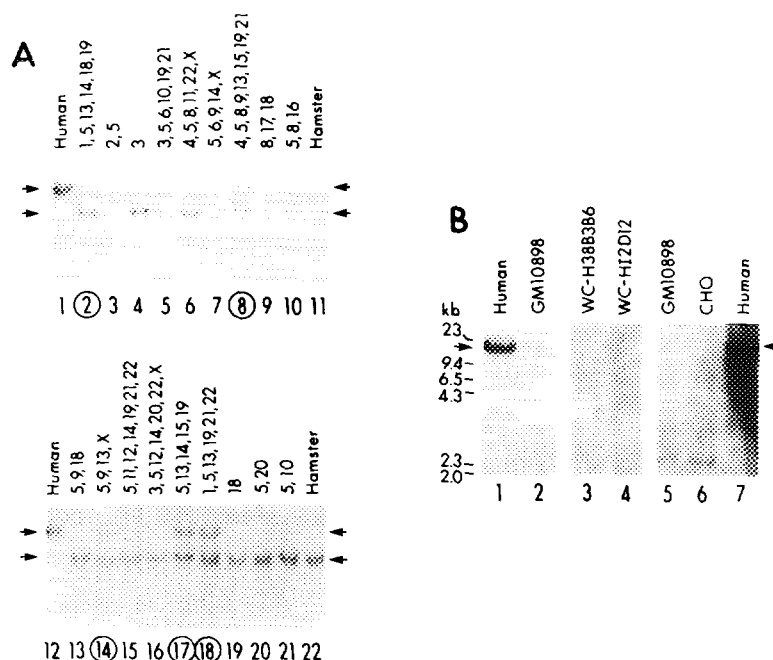 A
Human
1, 5, 13, 14, 18, 19
2, 5
3
3, 5, 6, 10, 19, 21
4, 5, 8, 11, 22, X
5, 6, 9, 14, X
4, 5, 8, 9, 13, 15, 19, 21
8, 17, 18
5, 8, 16
Hamster
1 2 3 4 5 6 7 8 9 10 11
Human
5, 9, 18
5, 9, 13, X
5, 11, 12, 14, 19, 21, 22
3, 5, 12, 14, 20, 22, X
5, 13, 14, 15, 19
1, 5, 13, 19, 21, 22
18
5, 20
5, 10
Hamster
12 13 14 15 16 17 18 19 20 21 22
B
kb
Human
GM10898
WC-H38B3B6
WC-H12D12
GM10898
CHO
Human
23
9.4
6.5
4.3
2.3
2.0
1 2 3 4 5 6 7